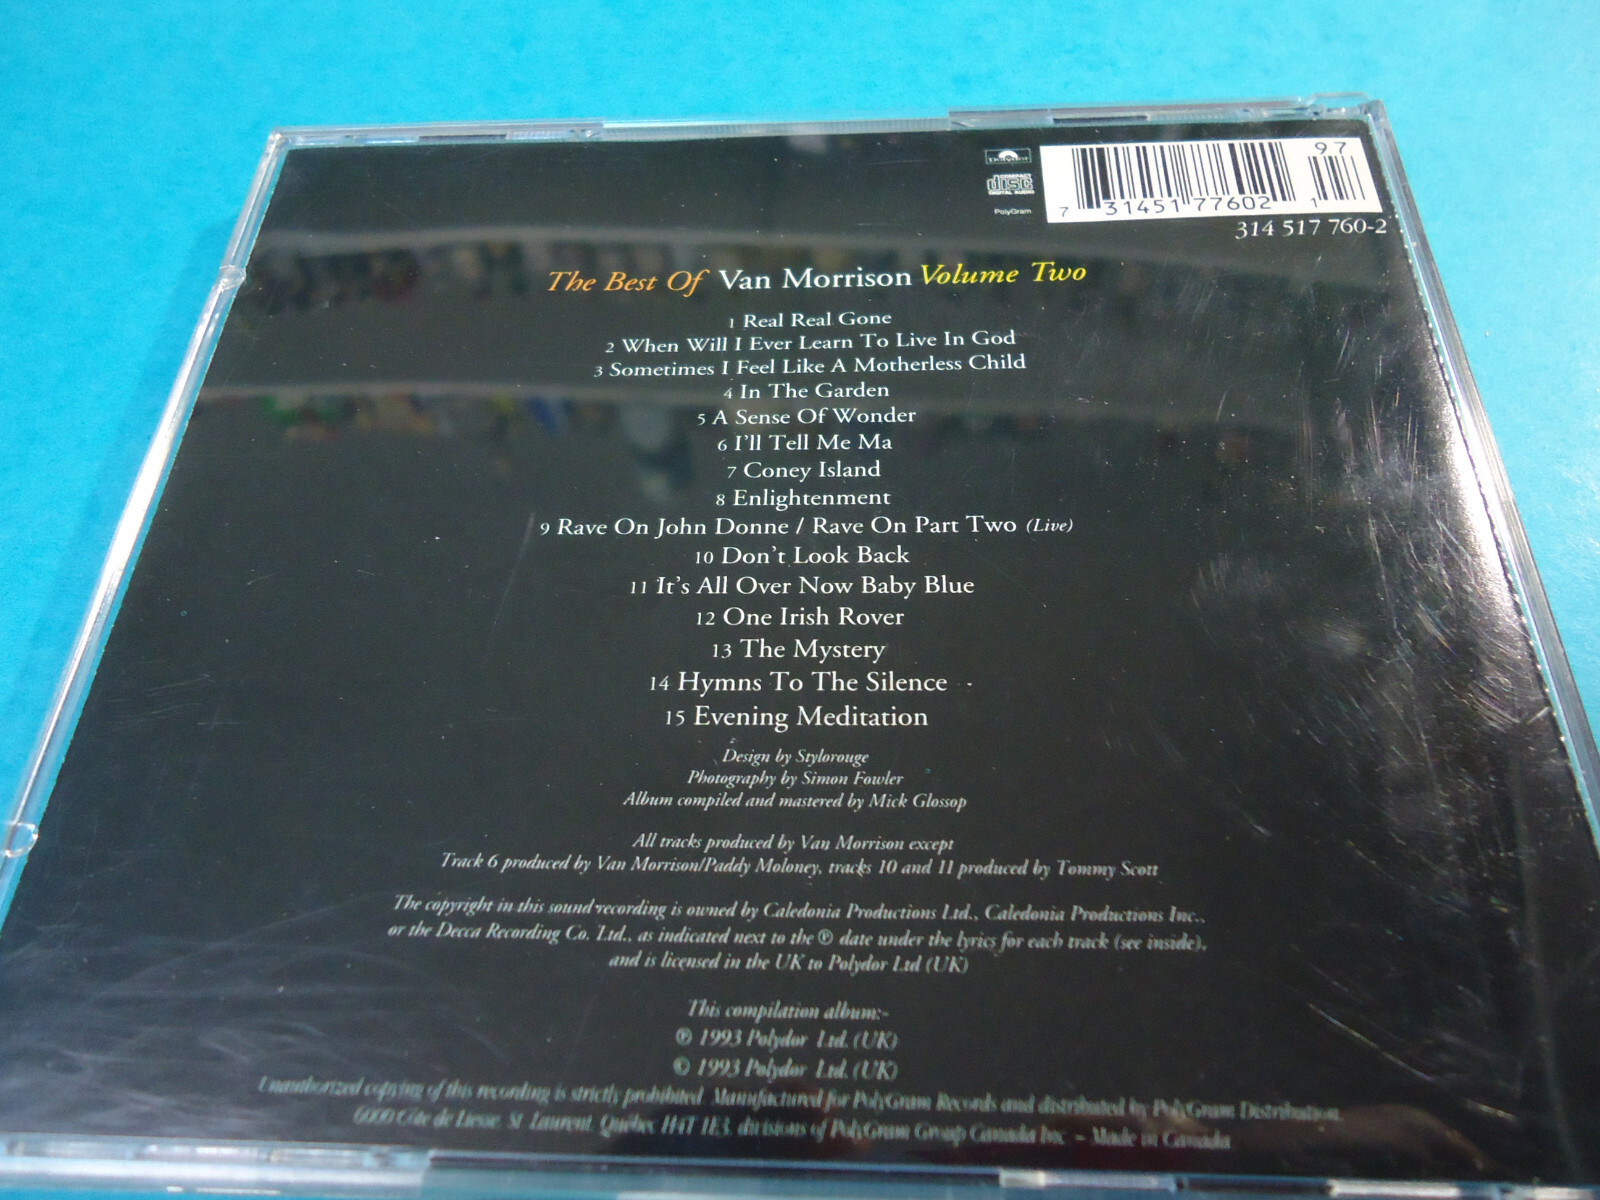 97
Polydor
COMPACT
disc
DIGITAL AUDIO
PolyGram
7 31451 77602 1
314 517 760-2
The Best Of Van Morrison Volume Two
1 Real Real Gone
2 When Will I Ever Learn To Live In God
3 Sometimes I Feel Like A Motherless Child
4 In The Garden
5 A Sense Of Wonder
6 I'll Tell Me Ma
7 Coney Island
8 Enlightenment
9 Rave On John Donne / Rave On Part Two (Live)
10 Don't Look Back
11 It's All Over Now Baby Blue
12 One Irish Rover
13 The Mystery
14 Hymns To The Silence
15 Evening Meditation
Design by Stylorouge
Photography by Simon Fowler
Album compiled and mastered by Mick Glossop
All tracks produced by Van Morrison except
Track 6 produced by Van Morrison/Paddy Moloney, tracks 10 and 11 produced by Tommy Scott
The copyright in this sound recording is owned by Caledonia Productions Ltd., Caledonia Productions Inc.,
or the Decca Recording Co. Ltd., as indicated next to the ℗ date under the lyrics for each track (see inside),
and is licensed in the UK to Polydor Ltd (UK)
This compilation album:-
℗ 1993 Polydor Ltd. (UK)
© 1993 Polydor Ltd. (UK)
Unauthorized copying of this recording is strictly prohibited. Manufactured for PolyGram Records and distributed by PolyGram Distribution,
6000 Côte de Liesse, St. Laurent, Québec H4T 1E3, divisions of PolyGram Group Canada Inc. – Made in Canada